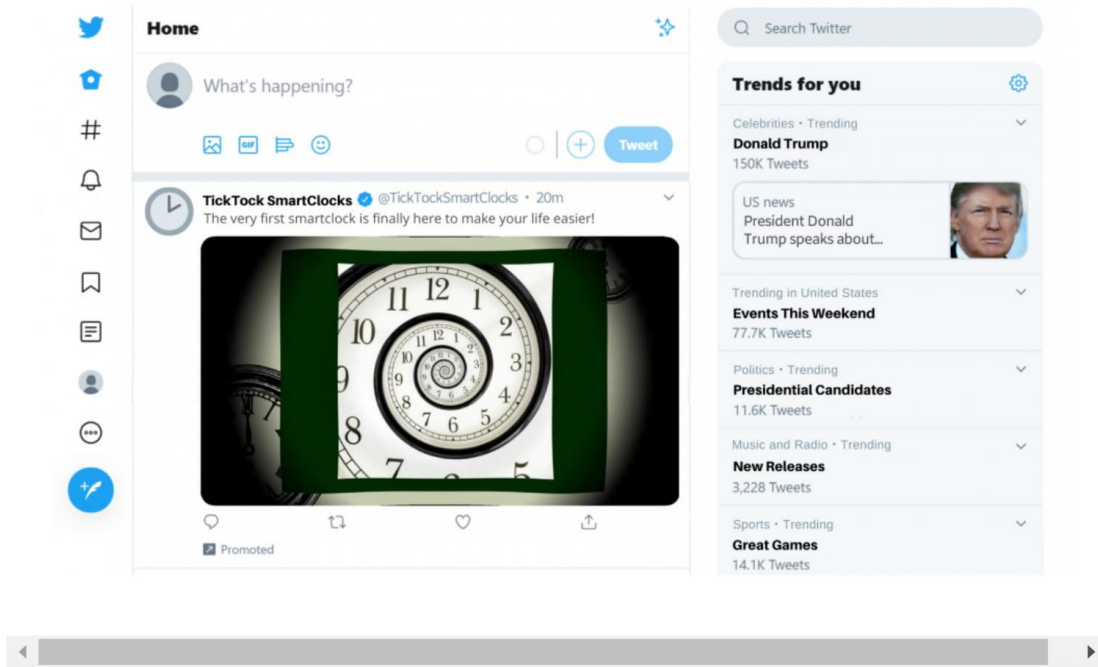 Home
What's happening?
GIF
Tweet
TickTock SmartClocks @TickTockSmartClocks • 20m
The very first smartclock is finally here to make your life easier!
11 12 1
10 2
9 3
8 4
7 6 5
11 12 1
10 2
9 3
8 4
7 6 5
Promoted
Search Twitter
Trends for you
Celebrities • Trending
Donald Trump
150K Tweets
US news
President Donald
Trump speaks about...
Trending in United States
Events This Weekend
77.7K Tweets
Politics • Trending
Presidential Candidates
11.6K Tweets
Music and Radio • Trending
New Releases
3,228 Tweets
Sports • Trending
Great Games
14.1K Tweets